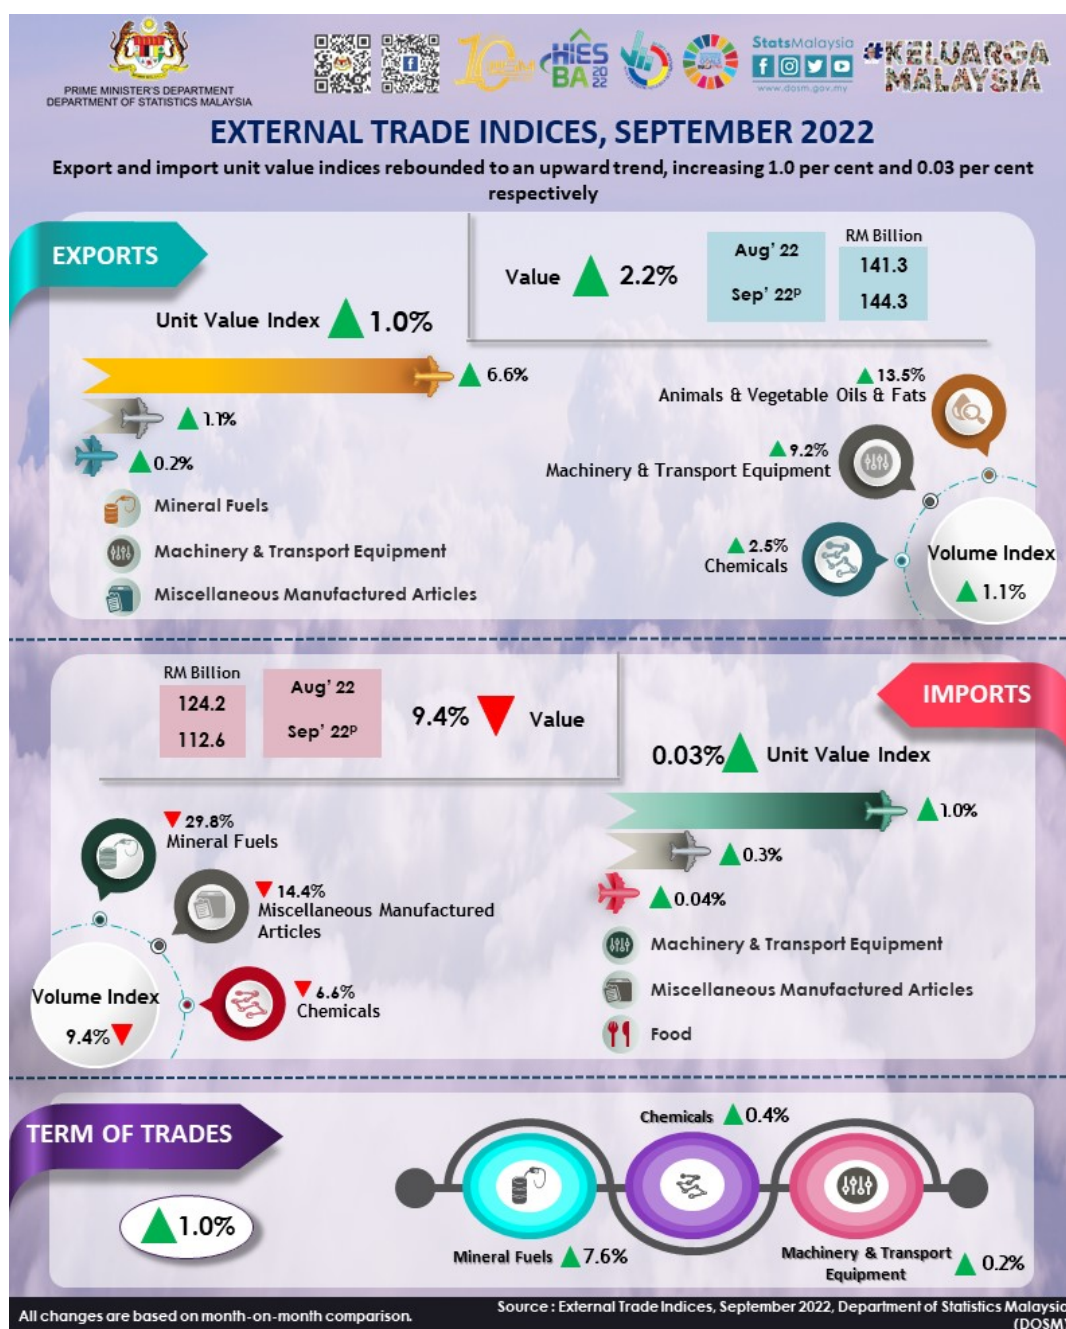 PRIME MINISTER'S DEPARTMENT
DEPARTMENT OF STATISTICS MALAYSIA
HIES
BA 2022
StatsMalaysia
www.dosm.gov.my
#KELUARGA
MALAYSIA
EXTERNAL TRADE INDICES, SEPTEMBER 2022
Export and import unit value indices rebounded to an upward trend, increasing 1.0 per cent and 0.03 per cent
respectively
EXPORTS
Unit Value Index 1.0%
6.6%
1.1%
0.2%
Mineral Fuels
Machinery & Transport Equipment
Miscellaneous Manufactured Articles
Value 2.2%
RM Billion
Aug' 22 141.3
Sep' 22ᵖ 144.3
13.5%
Animals & Vegetable Oils & Fats
9.2%
Machinery & Transport Equipment
2.5%
Chemicals
Volume Index
1.1%
RM Billion
124.2 Aug' 22
112.6 Sep' 22ᵖ
9.4% Value
29.8%
Mineral Fuels
14.4%
Miscellaneous Manufactured
Articles
6.6%
Chemicals
Volume Index
9.4%
IMPORTS
0.03% Unit Value Index
1.0%
0.3%
0.04%
Machinery & Transport Equipment
Miscellaneous Manufactured Articles
Food
TERM OF TRADES
1.0%
Mineral Fuels 7.6%
Chemicals 0.4%
Machinery & Transport
Equipment 0.2%
All changes are based on month-on-month comparison.
Source : External Trade Indices, September 2022, Department of Statistics Malaysia
(DOSM)